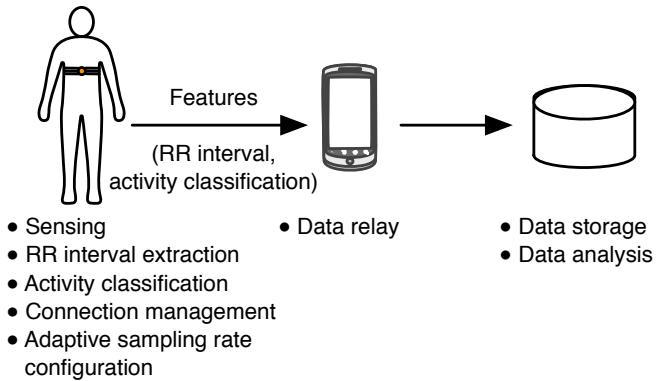 Features
(RR interval,
activity classification)
• Sensing
• RR interval extraction
• Activity classification
• Connection management
• Adaptive sampling rate
configuration
• Data relay
• Data storage
• Data analysis